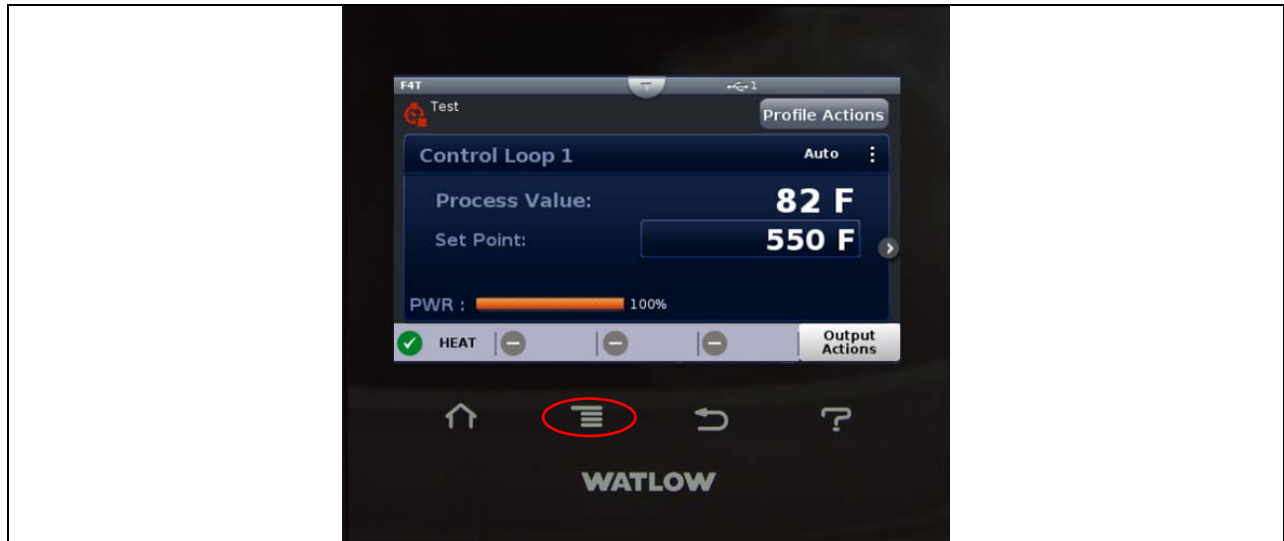 F4T 1
Test
Profile Actions
Control Loop 1 Auto
Process Value: 82 F
Set Point: 550 F
PWR : 100%
HEAT
Output
Actions
WATLOW